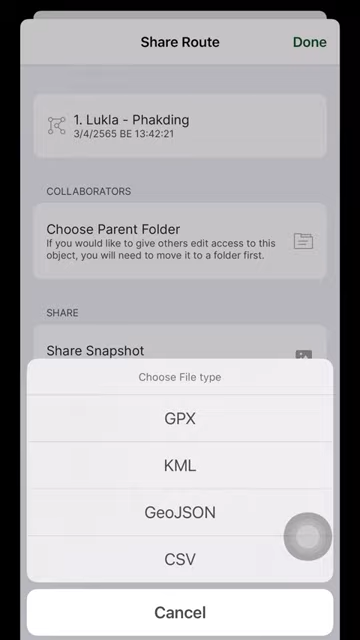 Share Route
Done
1. Lukla - Phakding
3/4/2565 BE 13:42:21
COLLABORATORS
Choose Parent Folder
If you would like to give others edit access to this
object, you will need to move it to a folder first.
SHARE
Share Snapshot
Choose File type
GPX
KML
GeoJSON
CSV
Cancel